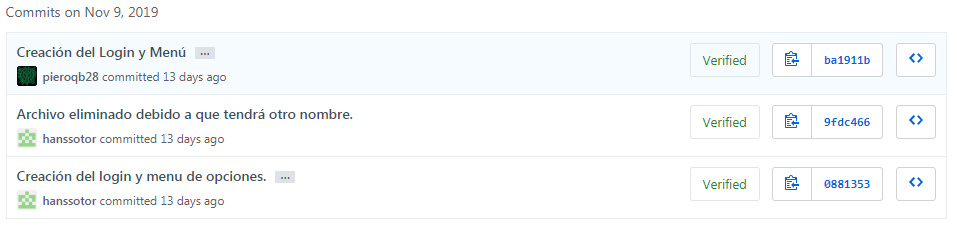 Commits on Nov 9, 2019
Creación del Login y Menú ...
pieroqb28 committed 13 days ago
Verified
ba1911b
Archivo eliminado debido a que tendrá otro nombre.
hanssotor committed 13 days ago
Verified
9fdc466
Creación del login y menu de opciones. ...
hanssotor committed 13 days ago
Verified
0881353